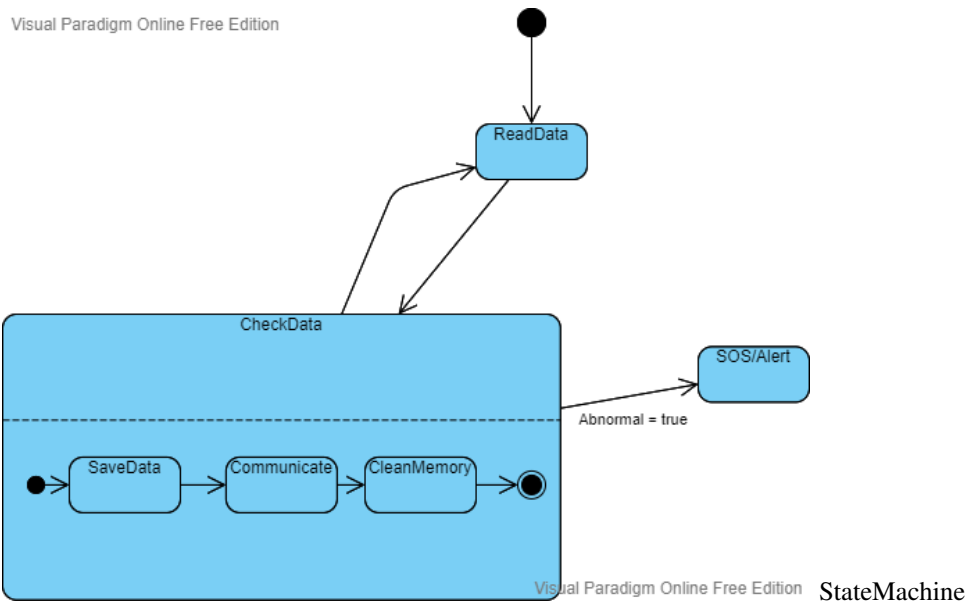 Visual Paradigm Online Free Edition
ReadData
CheckData
SOS/Alert
Abnormal = true
SaveData
Communicate
CleanMemory
Visual Paradigm Online Free Edition
StateMachine